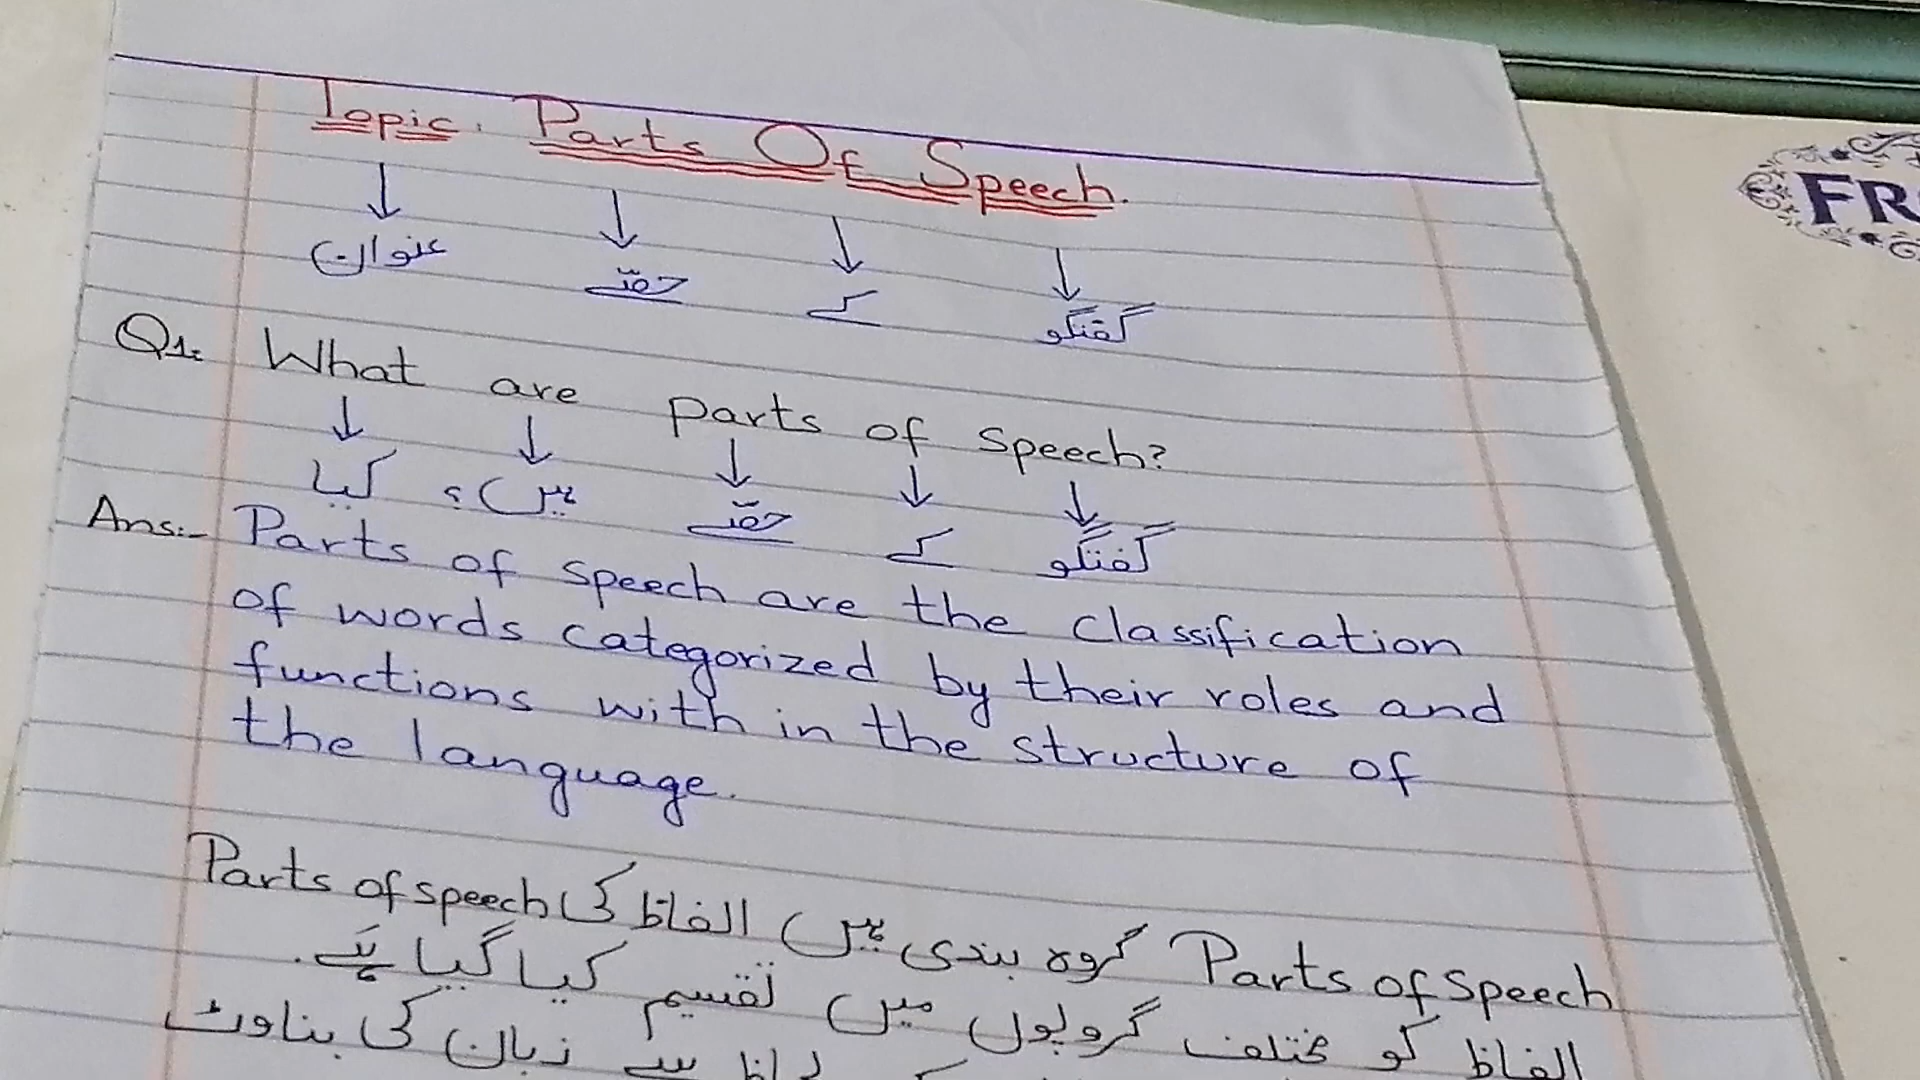 Topic: Parts Of Speech.
عنوان حصّے کے گفتگو
Q1: What are parts of speech?
کیا ہیں؟ حصّے کے گفتگو
Ans:- Parts of speech are the classification
of words categorized by their roles and
functions with in the structure of
the language.
Parts of speech گروہ بندی ہیں الفاظ کی Parts of speech
الفاظ کو مختلف گروپوں میں تقسیم کیا گیا ہے.
سے زبان کی بناوٹ
FR